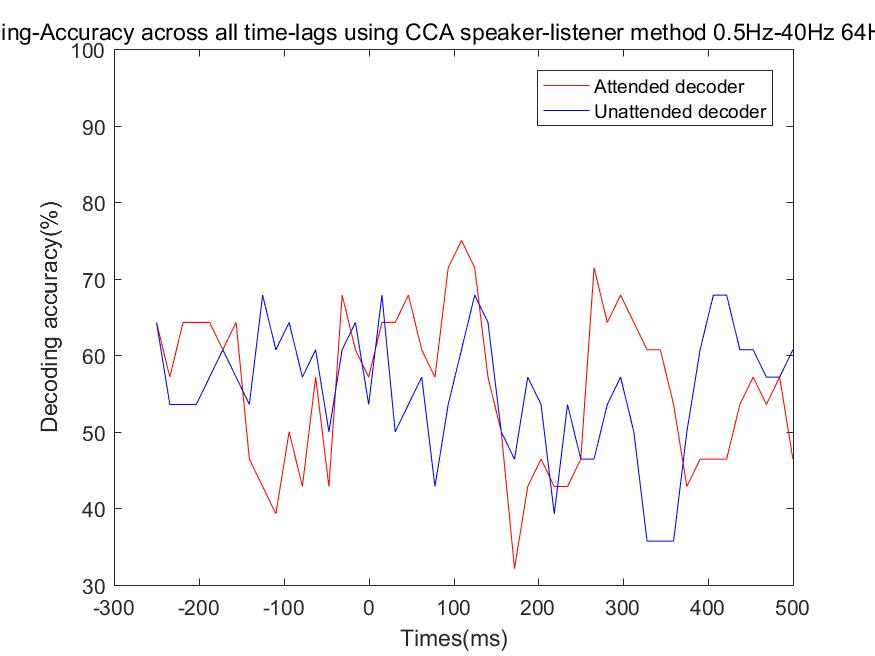 ing-Accuracy across all time-lags using CCA speaker-listener method 0.5Hz-40Hz 64H
100
Attended decoder
Unattended decoder
90
80
70
60
50
40
30
Decoding accuracy(%)
-300 -200 -100 0 100 200 300 400 500
Times(ms)